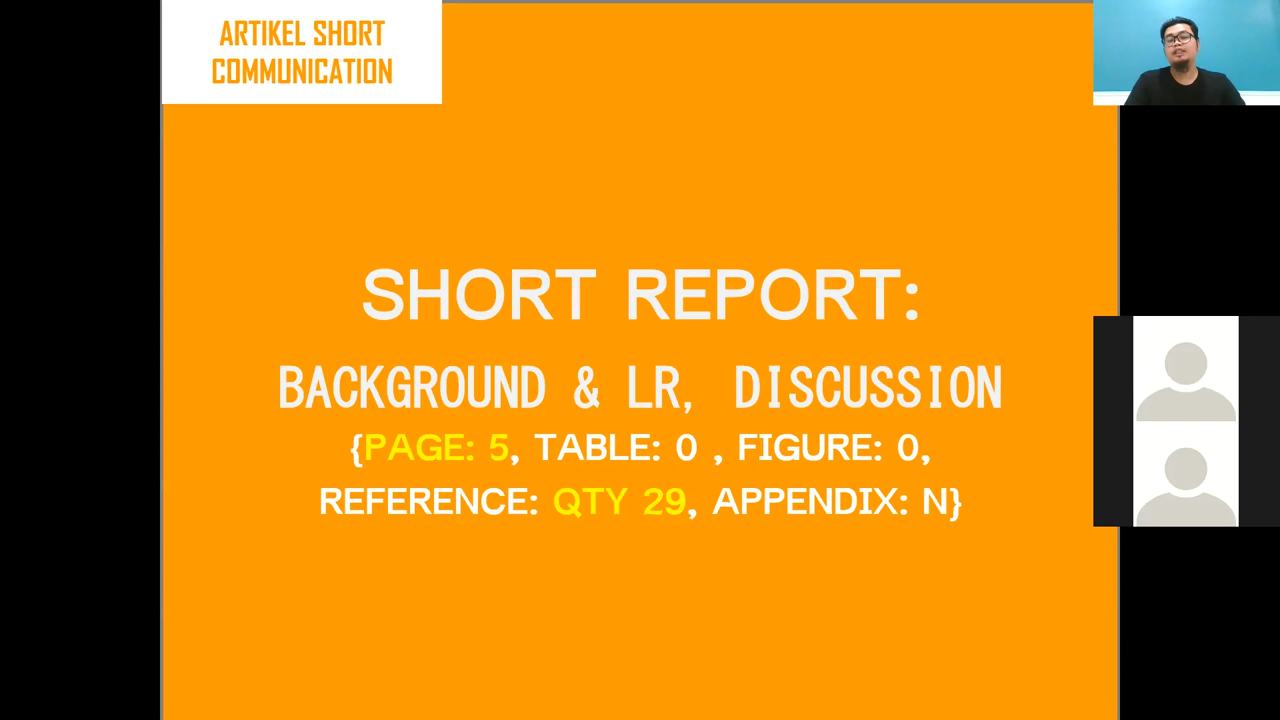 ARTIKEL SHORT
COMMUNICATION
SHORT REPORT:
BACKGROUND & LR, DISCUSSION
{PAGE: 5, TABLE: 0 , FIGURE: 0,
REFERENCE: QTY 29, APPENDIX: N}